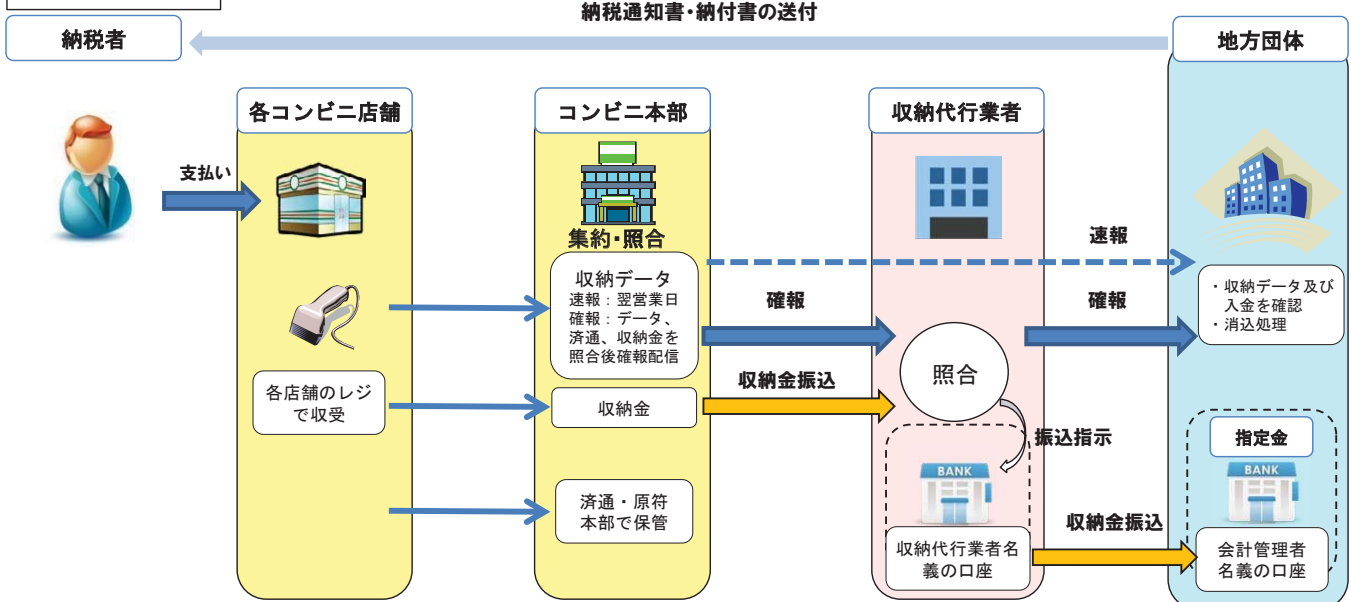 納税通知書・納付書の送付
納税者
地方団体
各コンビニ店舗
コンビニ本部
収納代行業者
支払い
集約・照合
収納データ
速報：翌営業日
確報：データ、
済通、収納金を
照合後確報配信
速報
確報
確報
・収納データ及び
入金を確認
・消込処理
照合
収納金振込
各店舗のレジ
で収受
収納金
振込指示
指定金
BANK
BANK
済通・原符
本部で保管
収納金振込
収納代行業者名
義の口座
会計管理者
名義の口座